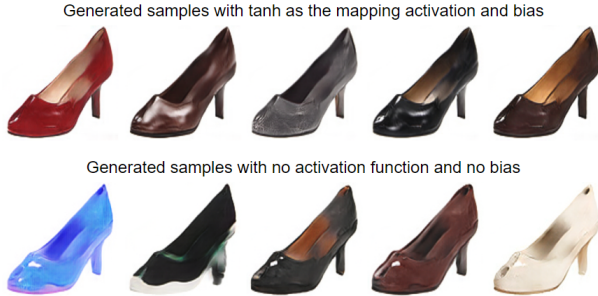 Generated samples with tanh as the mapping activation and bias
Generated samples with no activation function and no bias